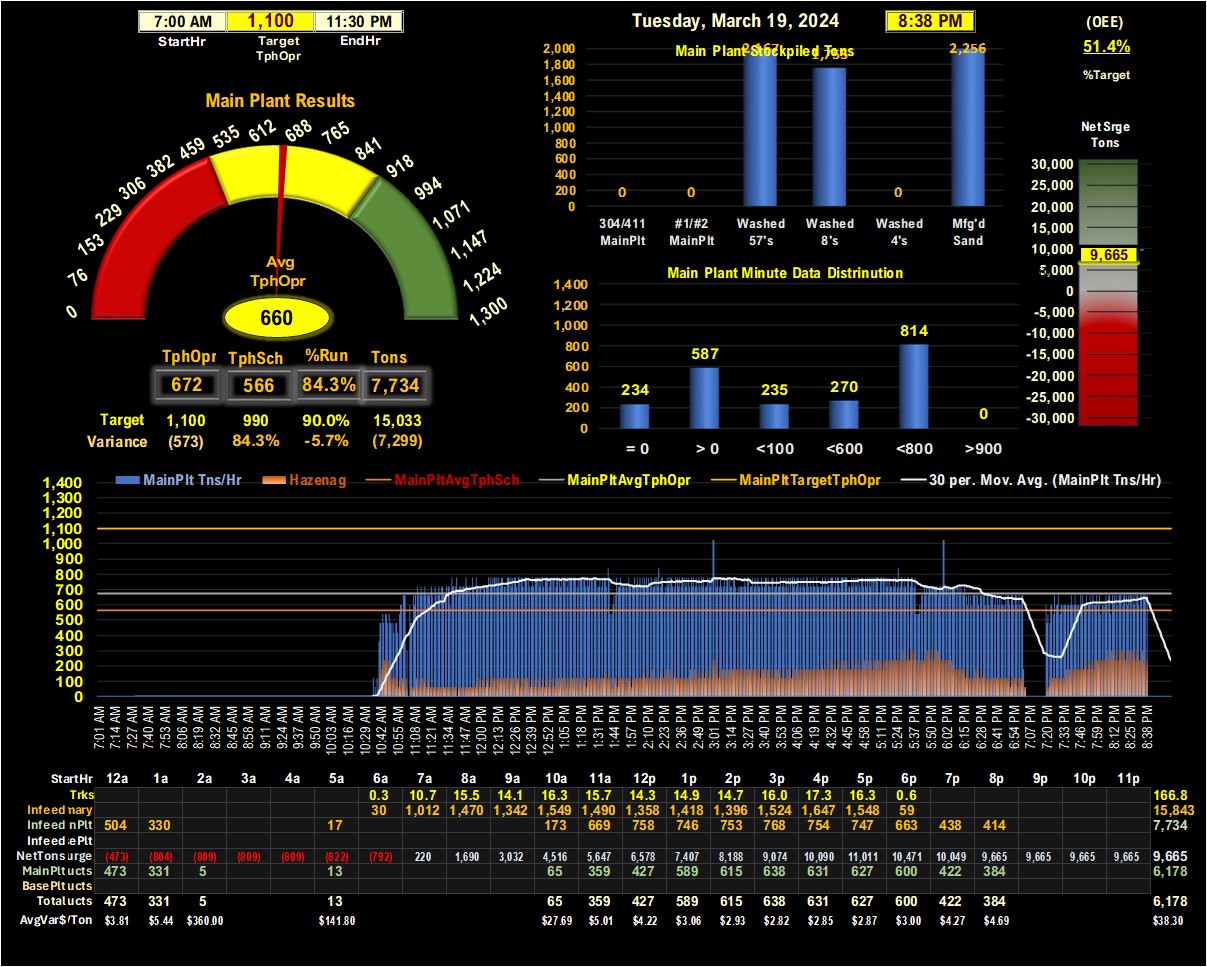 7:00 AM 1,100 11:30 PM
StartHr Target TphOpr EndHr
Tuesday, March 19, 2024 8:38 PM
(OEE)
51.4%
%Target
Main Plant Results
0 76 153 229 306 382 459 535 612 688 765 841 918 994 1,071 1,147 1,224 1,300
Avg
TphOpr
660
TphOpr TphSch %Run Tons
672 566 84.3% 7,734
Target 1,100 990 90.0% 15,033
Variance (573) 84.3% -5.7% (7,299)
Main Plant Stockpiled Tons
2,000
1,800
1,600
1,400
1,200
1,000
800
600
400
200
0
0 0 2,167 1,755 0 2,256
304/411 #1/#2 Washed Washed Washed Mfg'd
MainPlt MainPlt 57's 8's 4's Sand
Net Srge
Tons
30,000
25,000
20,000
15,000
10,000
9,665
5,000
0
-5,000
-10,000
-15,000
-20,000
-25,000
-30,000
Main Plant Minute Data Distrinution
1,400
1,200
1,000
800
600
400
200
0
234 587 235 270 814 0
= 0 > 0 <100 <600 <800 >900
MainPlt Tns/Hr Hazenag MainPltAvgTphSch MainPltAvgTphOpr MainPltTargetTphOpr 30 per. Mov. Avg. (MainPlt Tns/Hr)
1,400
1,300
1,200
1,100
1,000
900
800
700
600
500
400
300
200
100
0
7:01 AM 7:14 AM 7:27 AM 7:40 AM 7:53 AM 8:06 AM 8:19 AM 8:32 AM 8:45 AM 8:58 AM 9:11 AM 9:24 AM 9:37 AM 9:50 AM 10:03 AM 10:16 AM 10:29 AM 10:42 AM 10:55 AM 11:08 AM 11:21 AM 11:34 AM 11:47 AM 12:00 PM 12:13 PM 12:26 PM 12:39 PM 12:52 PM 1:05 PM 1:18 PM 1:31 PM 1:44 PM 1:57 PM 2:10 PM 2:23 PM 2:36 PM 2:49 PM 3:01 PM 3:14 PM 3:27 PM 3:40 PM 3:53 PM 4:06 PM 4:19 PM 4:32 PM 4:45 PM 4:58 PM 5:11 PM 5:24 PM 5:37 PM 6:02 PM 6:15 PM 6:28 PM 6:41 PM 6:54 PM 7:07 PM 7:20 PM 7:33 PM 7:46 PM 7:59 PM 8:12 PM 8:25 PM 8:38 PM
StartHr 12a 1a 2a 3a 4a 5a 6a 7a 8a 9a 10a 11a 12p 1p 2p 3p 4p 5p 6p 7p 8p 9p 10p 11p
Trks 0.3 10.7 15.5 14.1 16.3 15.7 14.3 14.9 14.7 16.0 17.3 16.3 0.6 166.8
Infeed mary 30 1,012 1,470 1,342 1,549 1,490 1,358 1,418 1,396 1,524 1,647 1,548 59 15,843
Infeed nPlt 504 330 17 173 669 758 746 753 768 754 747 663 438 414 7,734
Infeed ePlt
NetTons urge (473) (804) (809) (809) (809) (822) (792) 220 1,690 3,032 4,516 5,647 6,578 7,407 8,188 9,074 10,090 11,011 10,471 10,049 9,665 9,665 9,665 9,665 9,665
MainPlt ucts 473 331 5 13 65 359 427 589 615 638 631 627 600 422 384 6,178
BasePlt ucts
Total ucts 473 331 5 13 65 359 427 589 615 638 631 627 600 422 384 6,178
AvgVar$/Ton $3.81 $5.44 $360.00 $141.80 $27.69 $5.01 $4.22 $3.06 $2.93 $2.82 $2.85 $2.87 $3.00 $4.27 $4.69 $38.30